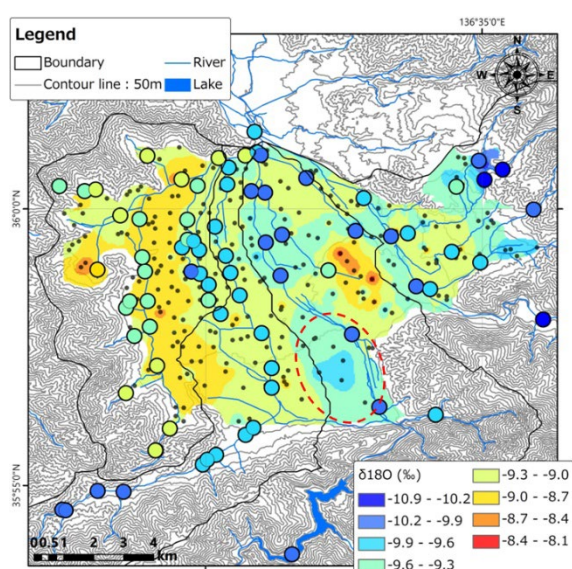 136°35'0"E
Legend
Boundary
River
Contour line : 50m
Lake
N
W
E
S
36°0'0"N
35°55'0"N
δ18O (‰)
-10.9 - -10.2
-10.2 - -9.9
-9.9 - -9.6
-9.6 - -9.3
-9.3 - -9.0
-9.0 - -8.7
-8.7 - -8.4
-8.4 - -8.1
0 0.5 1 2 3 4
km